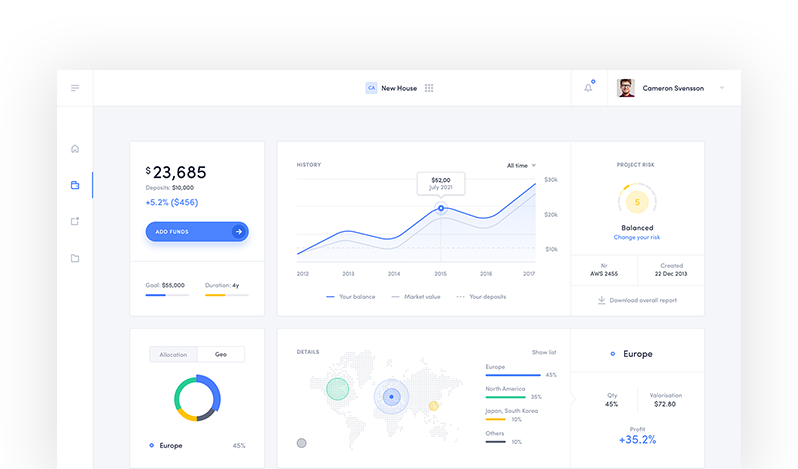 CA New House
Cameron Svensson
$23,685
Deposits: $10,000
+5.2% ($456)
ADD FUNDS
Goal: $55,000 Duration: 4y
HISTORY
All time
$52,00
July 2021
$30k
$20k
$10k
2012 2013 2014 2015 2016 2017
Your balance Market value Your deposits
PROJECT RISK
5
Balanced
Change your risk
Nr Created
AWS 2455 22 Dec 2013
Download overall report
Allocation Geo
Europe 45%
DETAILS
Show list
Europe
45%
North America
35%
Japan, South Korea
10%
Others
10%
Europe
Qty Valorisation
45% $72.80
Profit
+35.2%